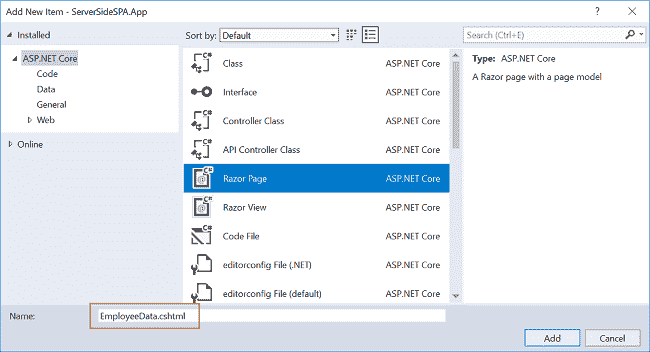 Add New Item - ServerSideSPA.App
? ×
Installed
ASP.NET Core
Code
Data
General
Web
Online
Sort by: Default
Search (Ctrl+E)
Class ASP.NET Core
Interface ASP.NET Core
Controller Class ASP.NET Core
API Controller Class ASP.NET Core
Razor Page ASP.NET Core
Razor View ASP.NET Core
Code File ASP.NET Core
editorconfig File (.NET) ASP.NET Core
editorconfig File (default) ASP.NET Core
Type: ASP.NET Core
A Razor page with a page model
Name: EmployeeData.cshtml
Add Cancel